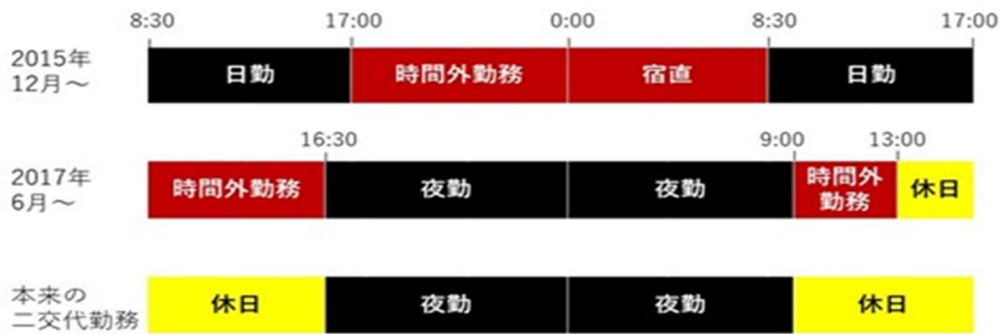 8:30 17:00 0:00 8:30 17:00
2015年
12月～
日勤 時間外勤務 宿直 日勤
16:30 9:00 13:00
2017年
6月～
時間外勤務 夜勤 夜勤 時間外
勤務 休日
本来の
二交代勤務
休日 夜勤 夜勤 休日